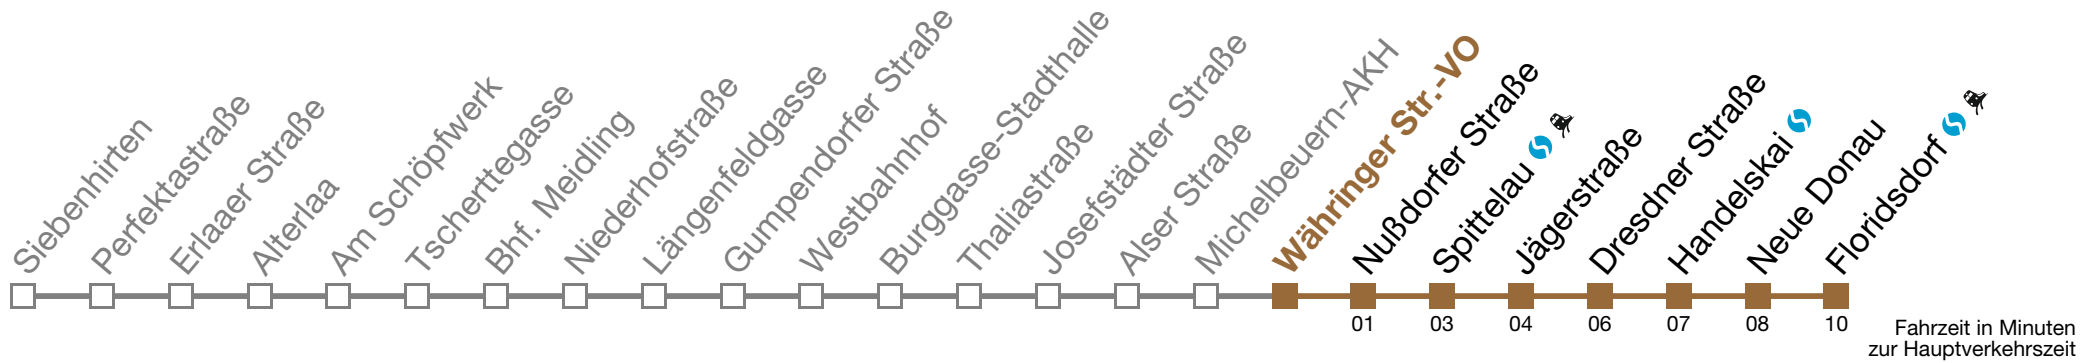 Siebenhirten
Perfektastraße
Erlaaer Straße
Alterlaa
Am Schöpfwerk
Tscherttegasse
Bhf. Meidling
Niederhofstraße
Längenfeldgasse
Gumpendorfer Straße
Westbahnhof
Burggasse-Stadthalle
Thaliastraße
Josefstädter Straße
Alser Straße
Michelbeuern-AKH
Währinger Str.-VO
Nußdorfer Straße
Spittelau
Jägerstraße
Dresdner Straße
Handelskai
Neue Donau
Floridsdorf
01 03 04 06 07 08 10
Fahrzeit in Minuten
zur Hauptverkehrszeit